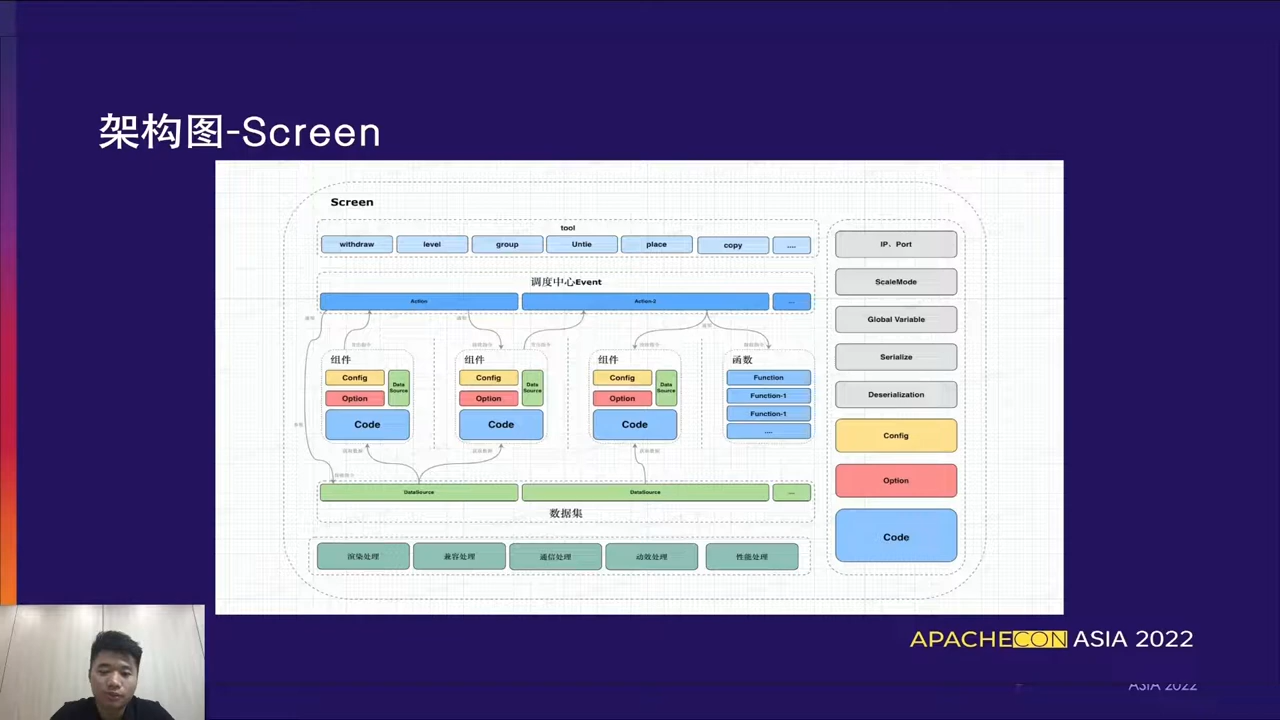 架构图-Screen
Screen
tool
withdraw level group Untie place copy ....
调度中心Event
Action Action-2 ...
组件 组件 组件 函数
Config Data Source Config Data Source Config Data Source Function
Option Option Option Function-1
Code Code Code Function-1
....
DataSource DataSource ...
数据集
渲染处理 兼容处理 通信处理 动效处理 性能处理
IP、Port
ScaleMode
Global Variable
Serialize
Deserialization
Config
Option
Code
APACHECON ASIA 2022
ASIA 2022